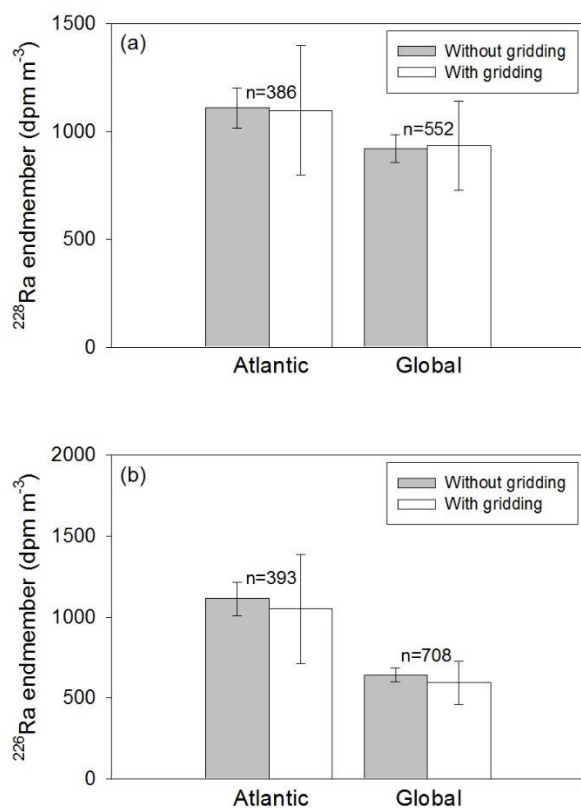 (a)
Without gridding
With gridding
1500
1000
500
0
n=386
n=552
²²⁸Ra endmember (dpm m⁻³)
Atlantic Global
(b)
Without gridding
With gridding
2000
1500
1000
500
0
n=393
n=708
²²⁶Ra endmember (dpm m⁻³)
Atlantic Global